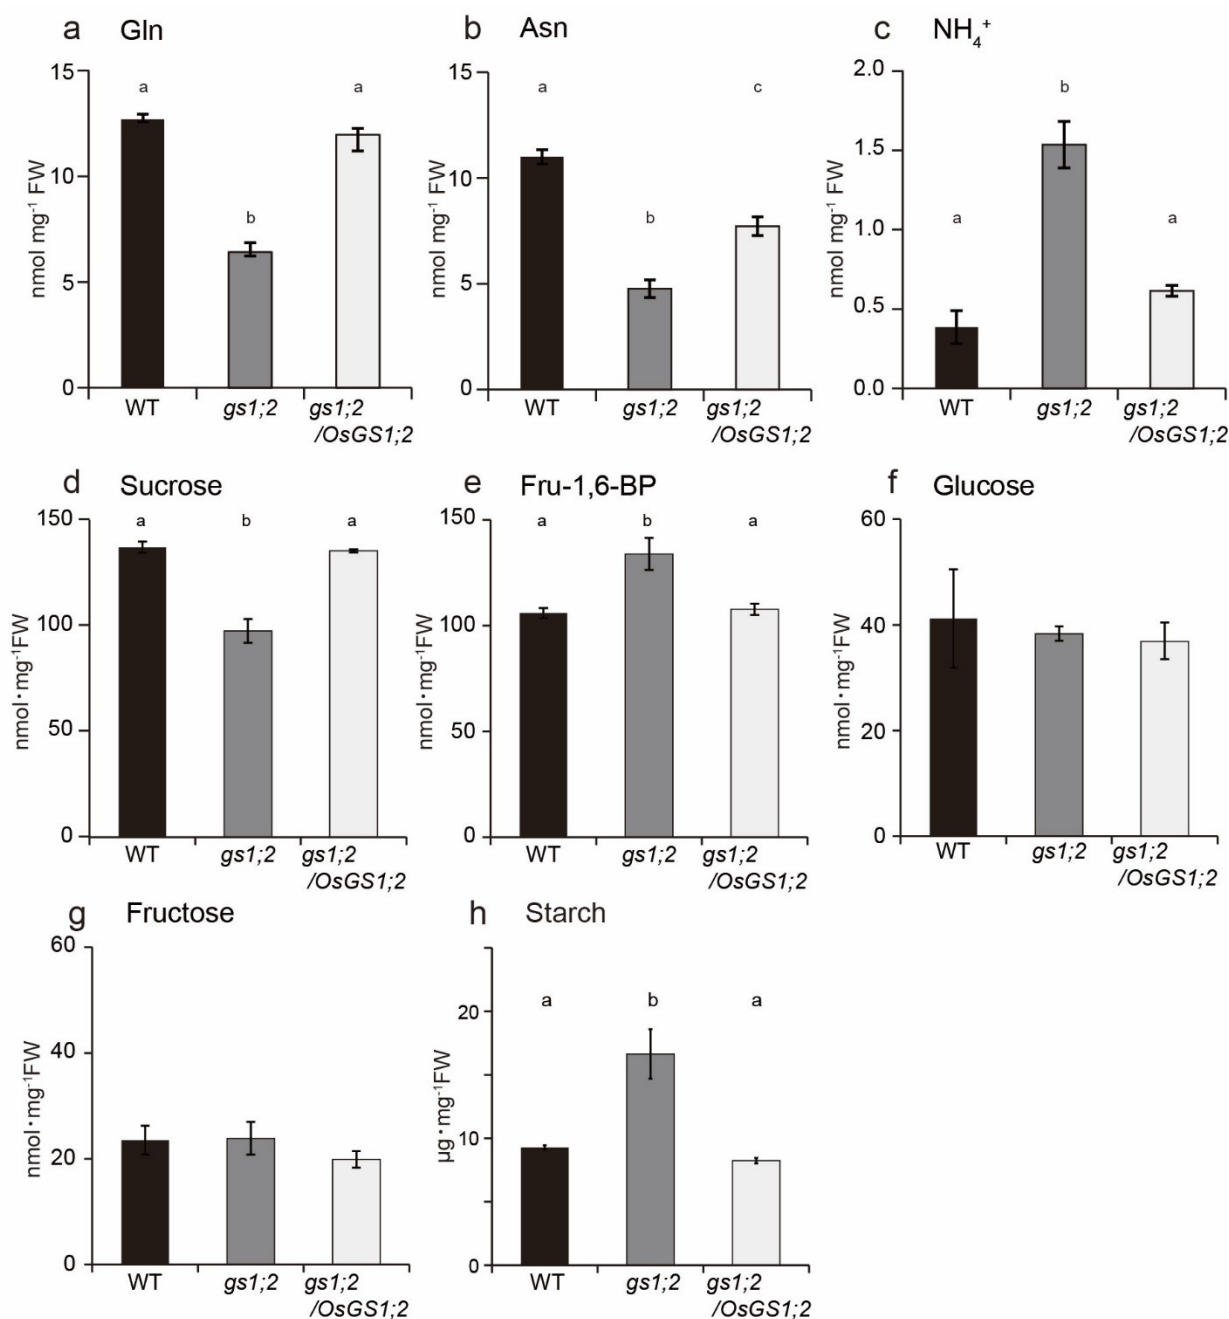 a Gln
15
10
5
0
nmol mg⁻¹ FW
a
b
a
WT
gs1;2
gs1;2
/OsGS1;2
b Asn
15
10
5
0
nmol mg⁻¹ FW
a
b
c
WT
gs1;2
gs1;2
/OsGS1;2
c NH₄⁺
2.0
1.5
1.0
0.5
0.0
nmol mg⁻¹ FW
a
b
a
WT
gs1;2
gs1;2
/OsGS1;2
d Sucrose
150
100
50
0
nmol・mg⁻¹FW
a
b
a
WT
gs1;2
gs1;2
/OsGS1;2
e Fru-1,6-BP
150
100
50
0
nmol・mg⁻¹FW
a
b
a
WT
gs1;2
gs1;2
/OsGS1;2
f Glucose
60
40
20
0
nmol・mg⁻¹FW
WT
gs1;2
gs1;2
/OsGS1;2
g Fructose
60
40
20
0
nmol・mg⁻¹FW
WT
gs1;2
gs1;2
/OsGS1;2
h Starch
20
10
0
µg・mg⁻¹FW
a
b
a
WT
gs1;2
gs1;2
/OsGS1;2